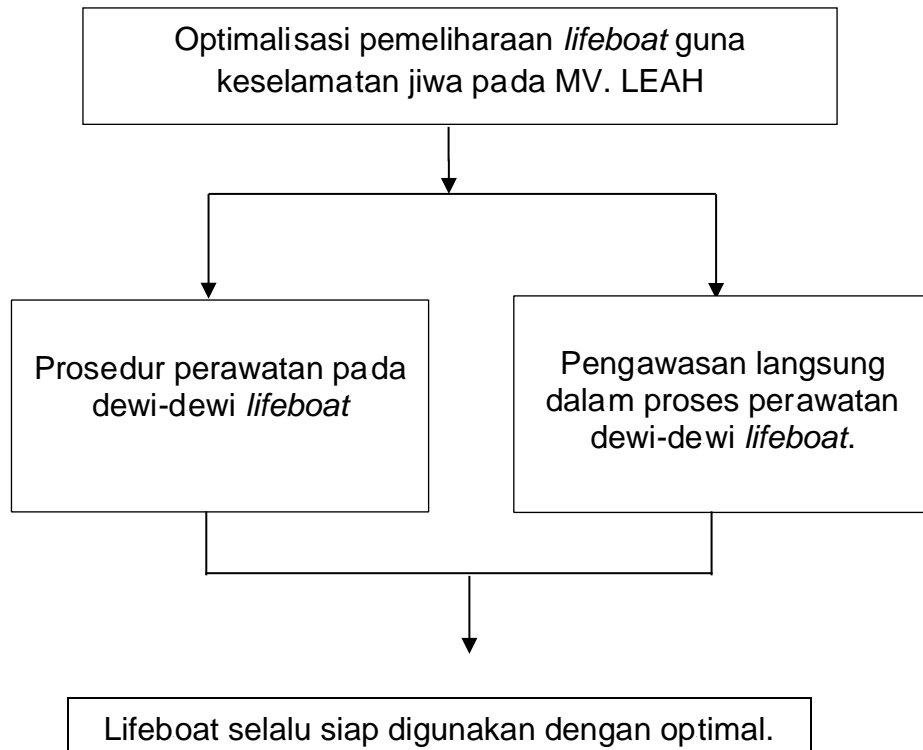 Optimalisasi pemeliharaan lifeboat guna
keselamatan jiwa pada MV. LEAH
Prosedur perawatan pada
dewi-dewi lifeboat
Pengawasan langsung
dalam proses perawatan
dewi-dewi lifeboat.
Lifeboat selalu siap digunakan dengan optimal.